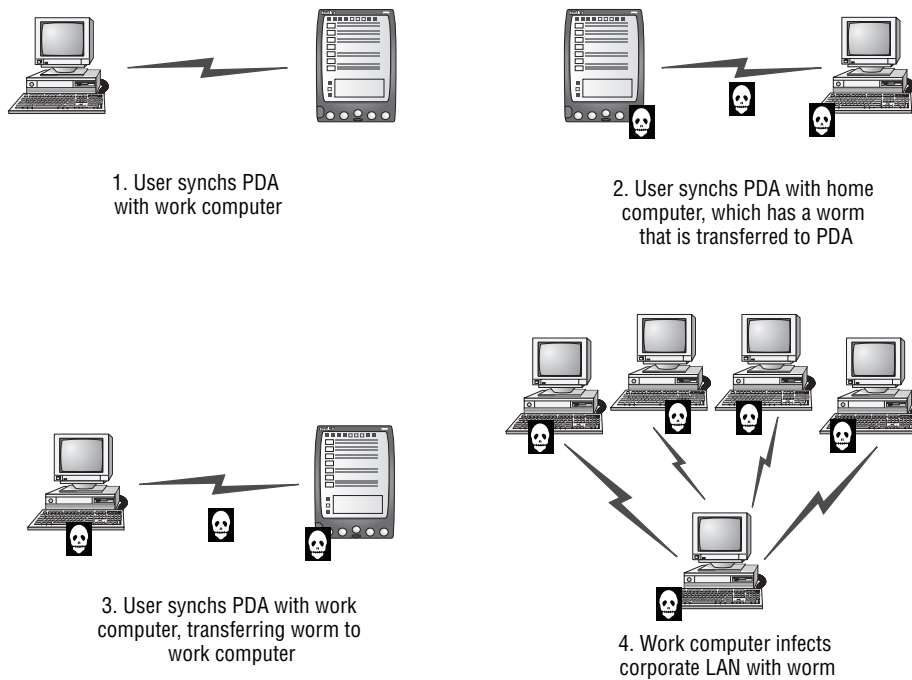 1. User synchs PDA
with work computer
2. User synchs PDA with home
computer, which has a worm
that is transferred to PDA
3. User synchs PDA with work
computer, transferring worm to
work computer
4. Work computer infects
corporate LAN with worm